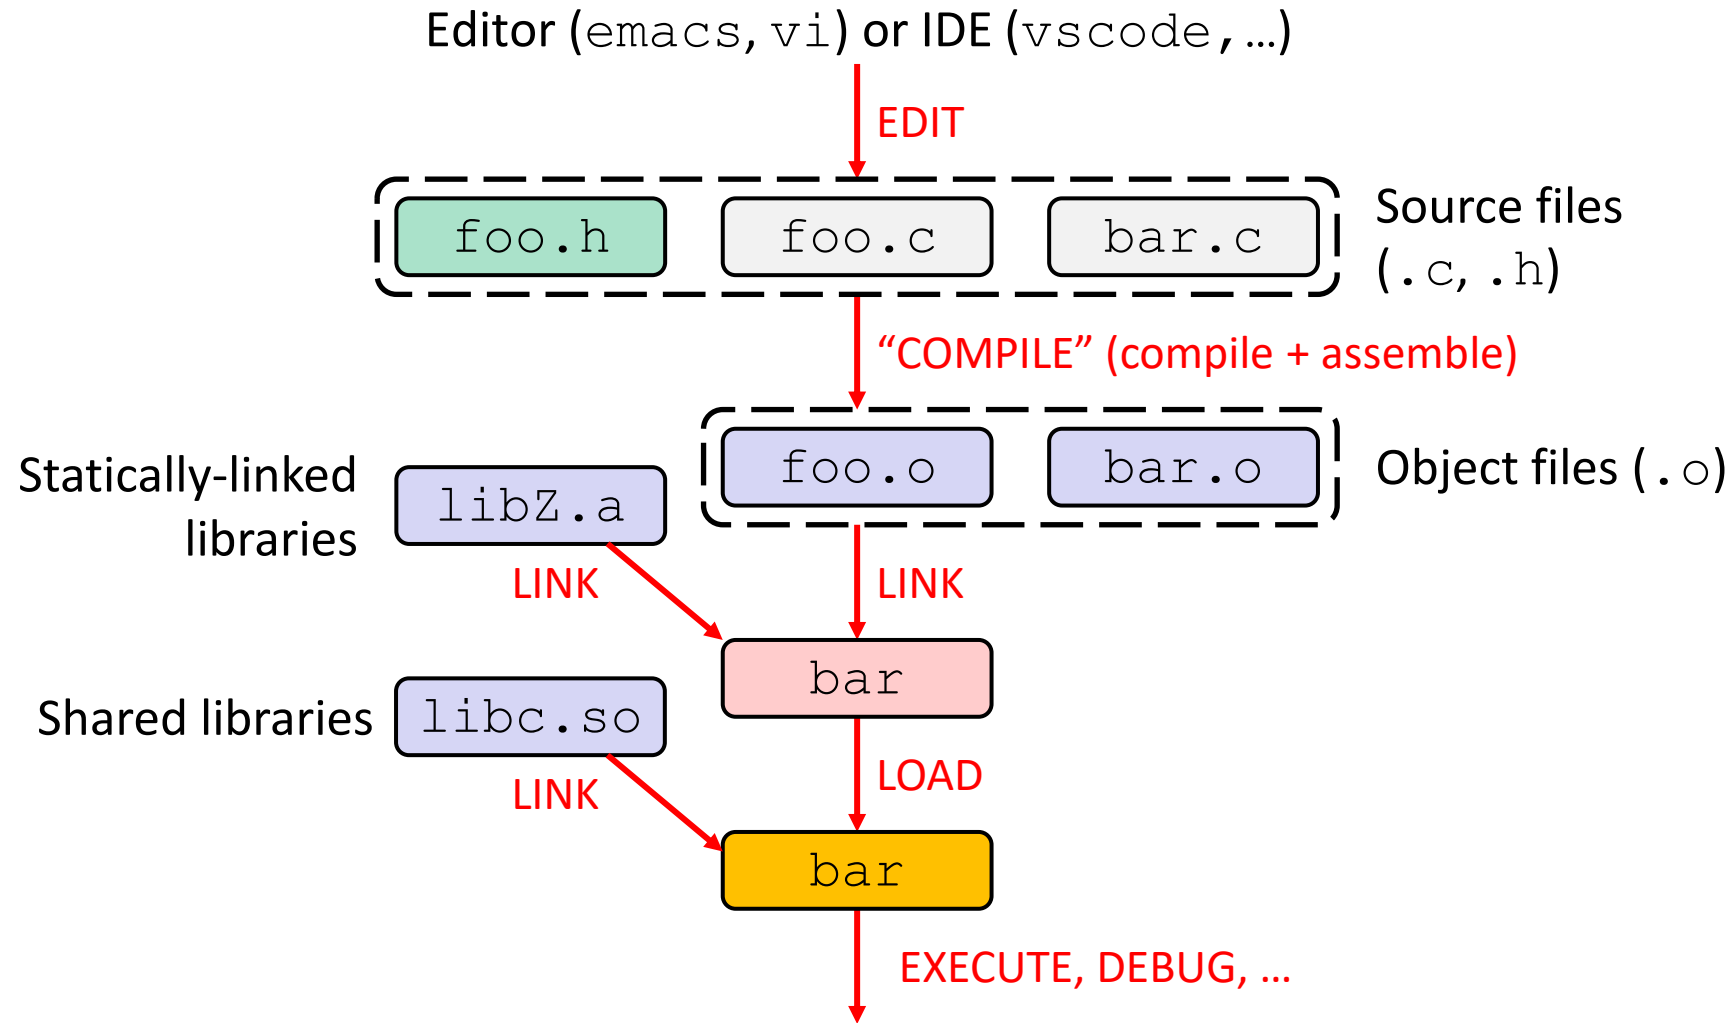 Editor (emacs, vi) or IDE (vscode, …)
EDIT
foo.h
foo.c
bar.c
Source files
(.c, .h)
“COMPILE” (compile + assemble)
foo.o
bar.o
Object files (.o)
Statically-linked
libraries
libZ.a
LINK
LINK
bar
Shared libraries
libc.so
LINK
LOAD
bar
EXECUTE, DEBUG, …